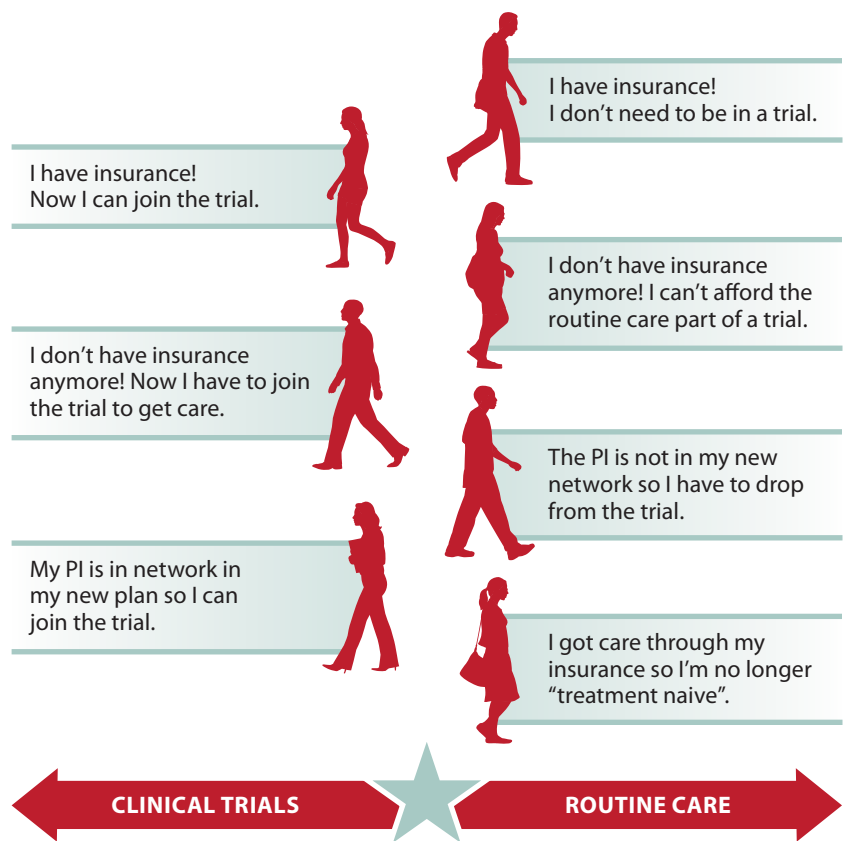 I have insurance!
Now I can join the trial.
I don’t have insurance
anymore! Now I have to join
the trial to get care.
My PI is in network in
my new plan so I can
join the trial.
I have insurance!
I don’t need to be in a trial.
I don’t have insurance
anymore! I can’t afford the
routine care part of a trial.
The PI is not in my new
network so I have to drop
from the trial.
I got care through my
insurance so I’m no longer
“treatment naive”.
CLINICAL TRIALS
ROUTINE CARE